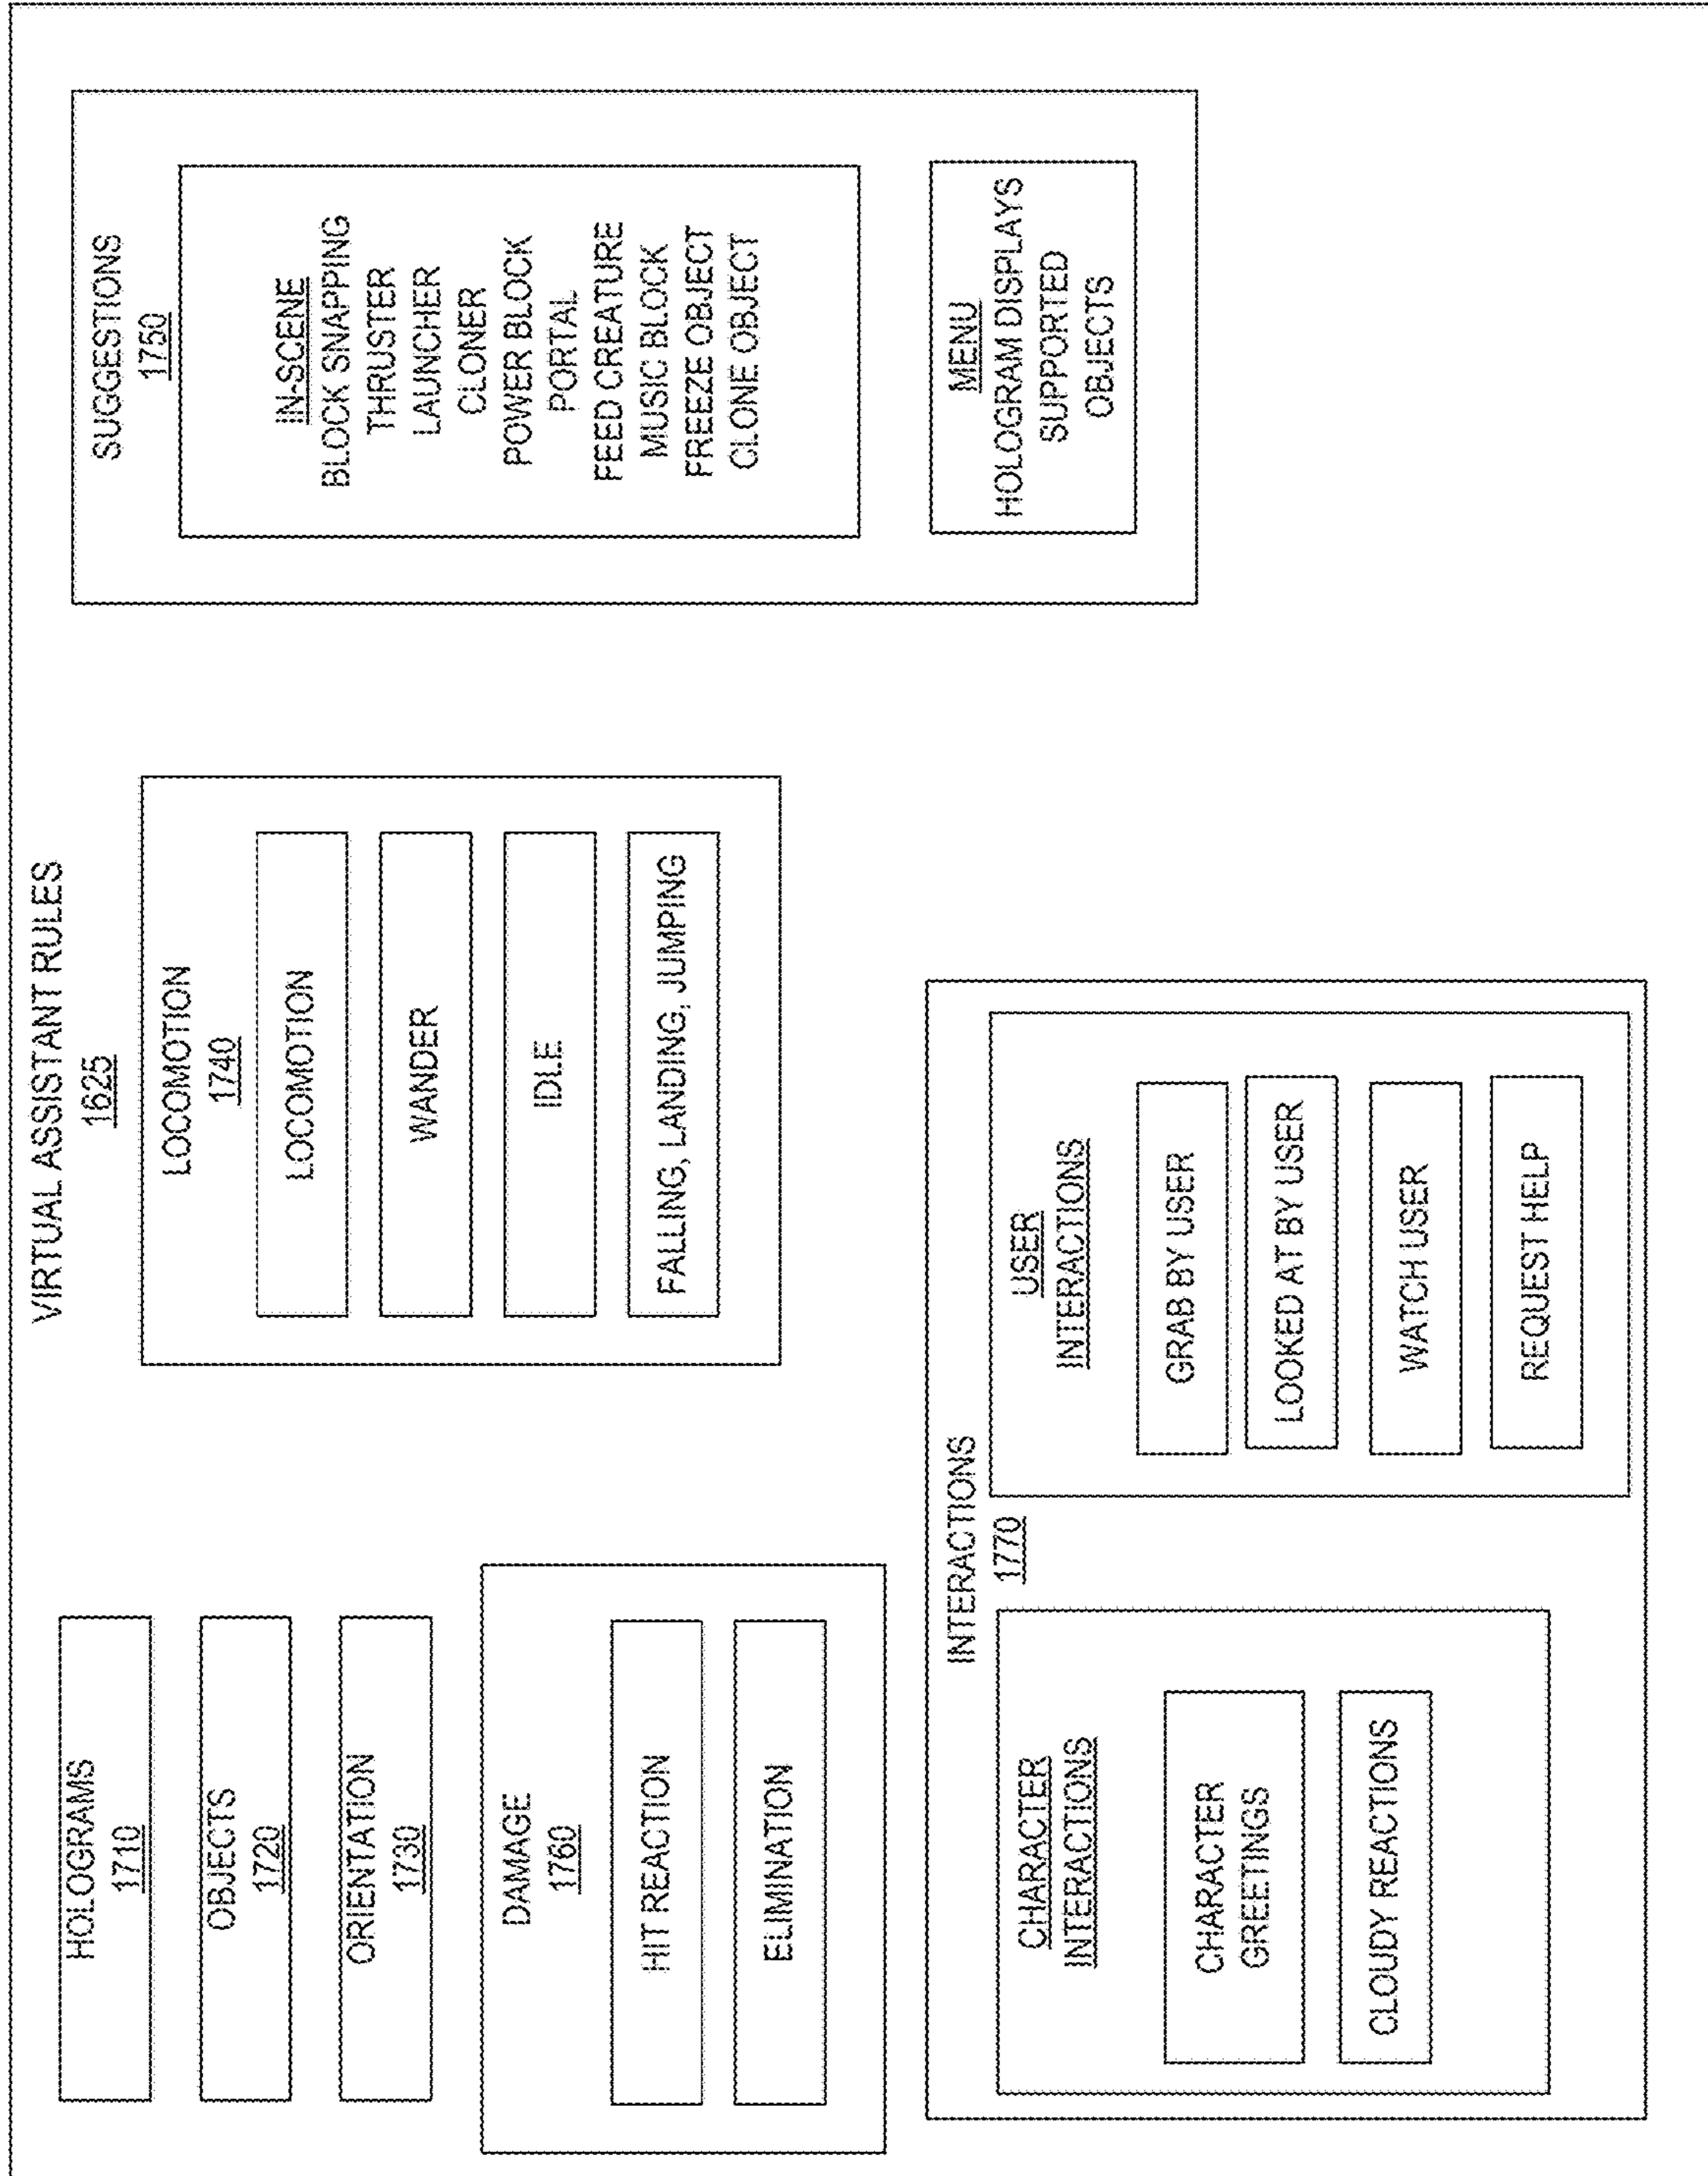 VIRTUAL ASSISTANT RULES
1625
HOLOGRAMS
1710
OBJECTS
1720
ORIENTATION
1730
DAMAGE
1760
HIT REACTION
ELIMINATION
LOCOMOTION
1740
LOCOMOTION
WANDER
IDLE
FALLING, LANDING, JUMPING
SUGGESTIONS
1750
IN-SCENE
BLOCK SNAPPING
THRUSTER
LAUNCHER
CLONER
POWER BLOCK
PORTAL
FEED CREATURE
MUSIC BLOCK
FREEZE OBJECT
CLONE OBJECT
MENU
HOLOGRAM DISPLAYS
SUPPORTED
OBJECTS
INTERACTIONS
1770
CHARACTER
INTERACTIONS
CHARACTER
GREETINGS
CLOUDY REACTIONS
USER
INTERACTIONS
GRAB BY USER
LOOKED AT BY USER
WATCH USER
REQUEST HELP